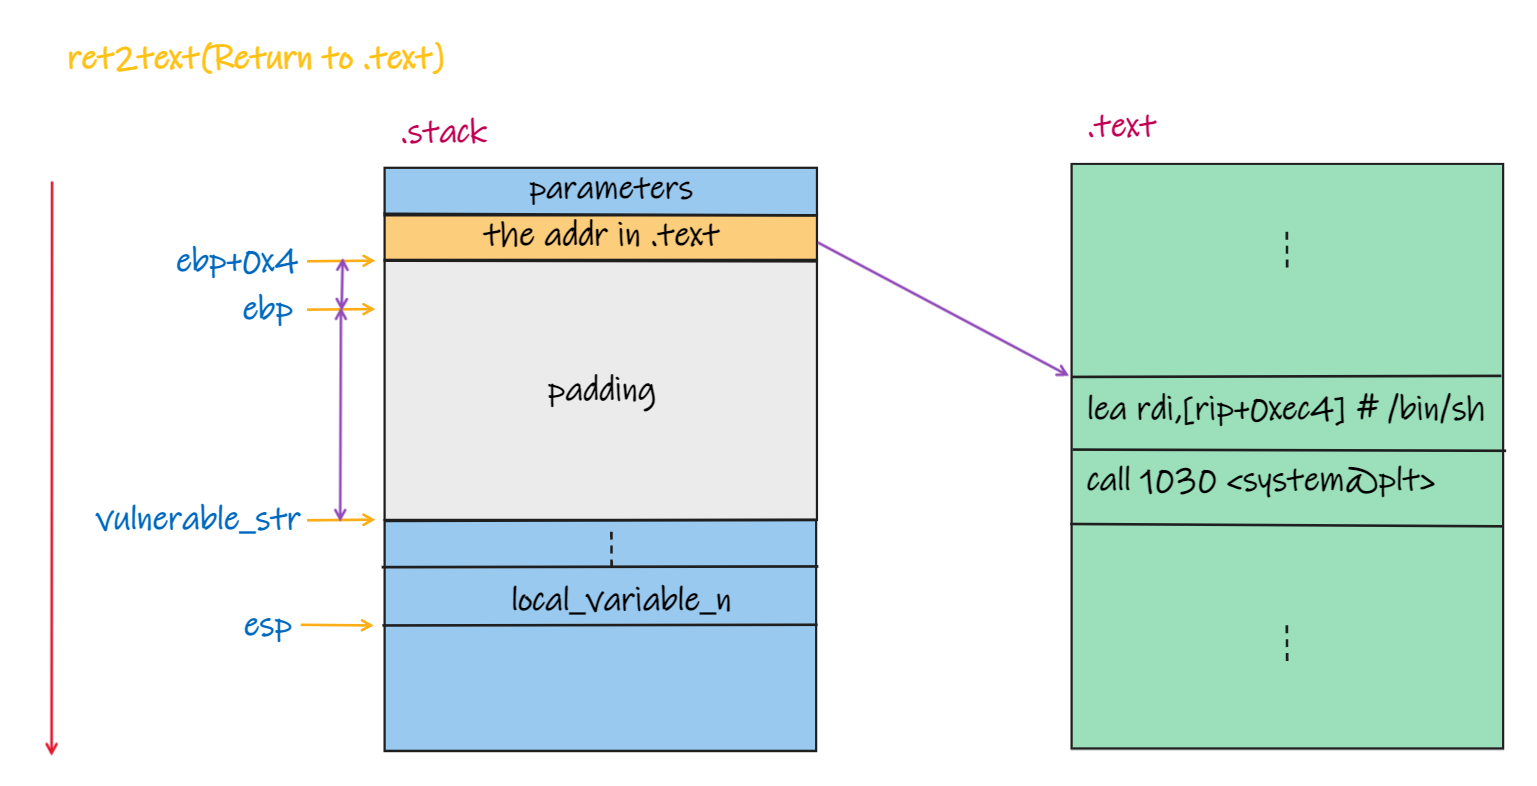 ret2text(Return to .text)
.stack
.text
parameters
the addr in .text
ebp+0x4
ebp
padding
lea rdi,[rip+0xec4] # /bin/sh
call 1030 <system@plt>
vulnerable_str
local_variable_n
esp